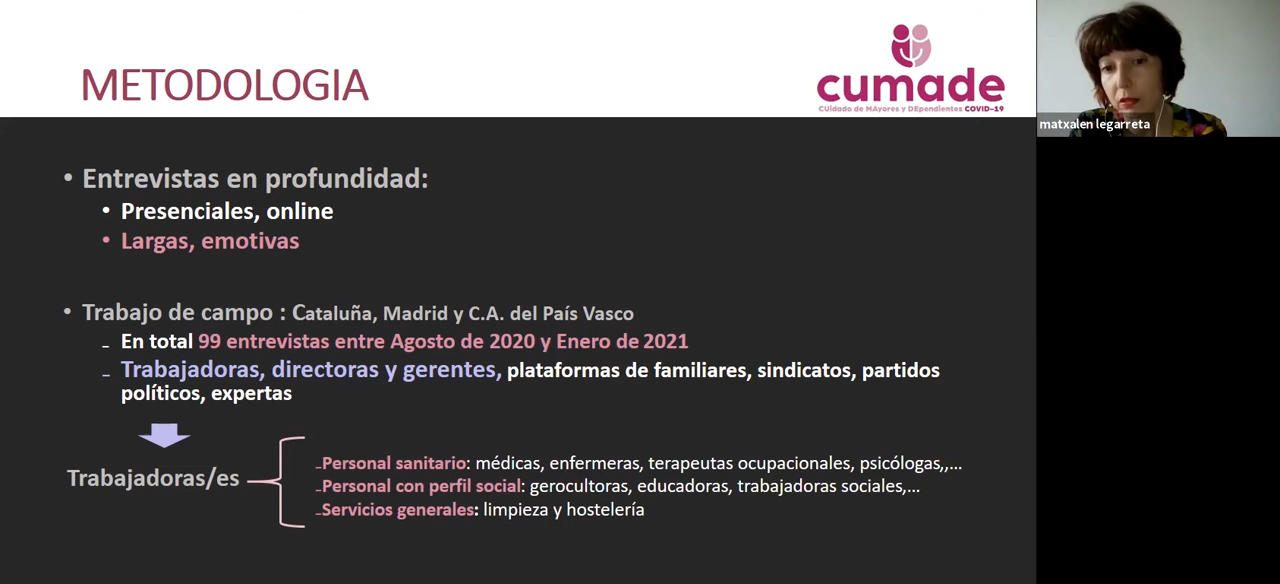 METODOLOGIA
cumade
CUidado de MAyores y DEpendientes COVID-19
matxalen legarreta
• Entrevistas en profundidad:
• Presenciales, online
• Largas, emotivas
• Trabajo de campo : Cataluña, Madrid y C.A. del País Vasco
– En total 99 entrevistas entre Agosto de 2020 y Enero de 2021
– Trabajadoras, directoras y gerentes, plataformas de familiares, sindicatos, partidos
políticos, expertas
Trabajadoras/es
–Personal sanitario: médicas, enfermeras, terapeutas ocupacionales, psicólogas,,...
–Personal con perfil social: gerocultoras, educadoras, trabajadoras sociales,...
–Servicios generales: limpieza y hostelería